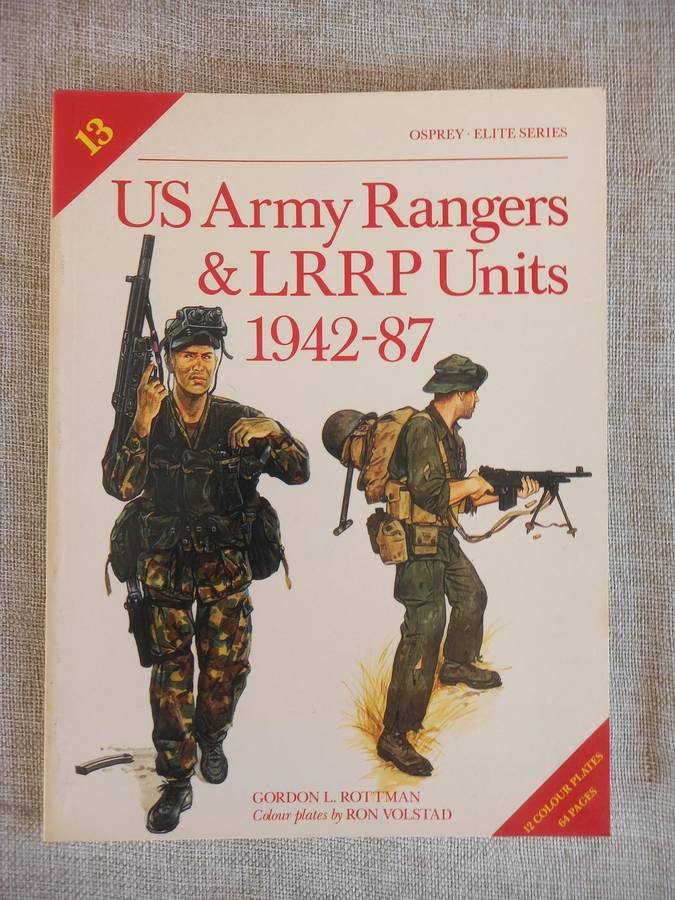 13
OSPREY · ELITE SERIES
US Army Rangers
& LRRP Units
1942-87
GORDON L. ROTTMAN
Colour plates by RON VOLSTAD
12 COLOUR PLATES
64 PAGES